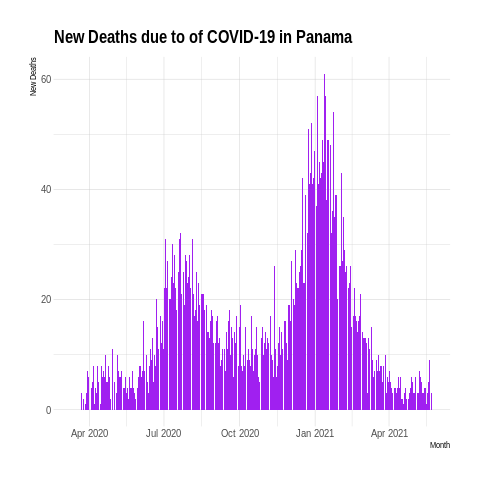 New Deaths due to of COVID-19 in Panama
New Deaths
60
40
20
0
Apr 2020 Jul 2020 Oct 2020 Jan 2021 Apr 2021
Month